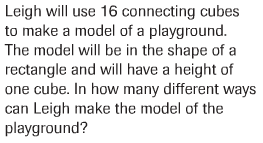 Leigh will use 16 connecting cubes
to make a model of a playground.
The model will be in the shape of a
rectangle and will have a height of
one cube. In how many different ways
can Leigh make the model of the
playground?